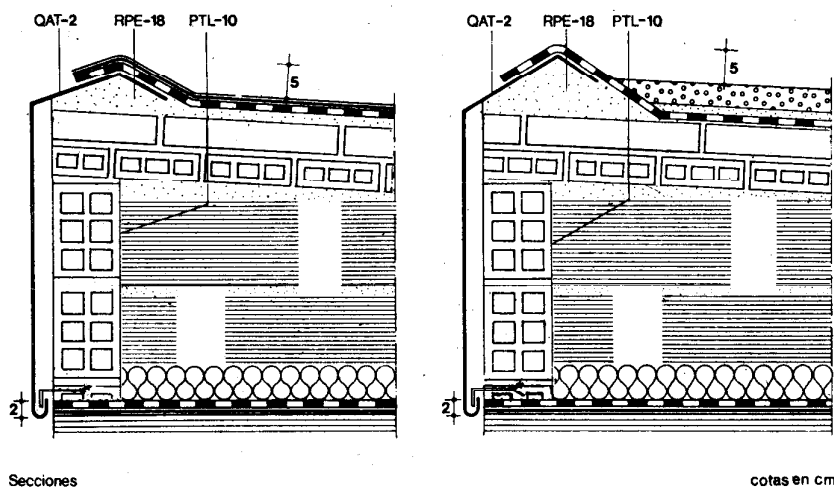 QAT-2 RPE-18 PTL-10
QAT-2 RPE-18 PTL-10
5
5
2
2
Secciones
cotas en cm